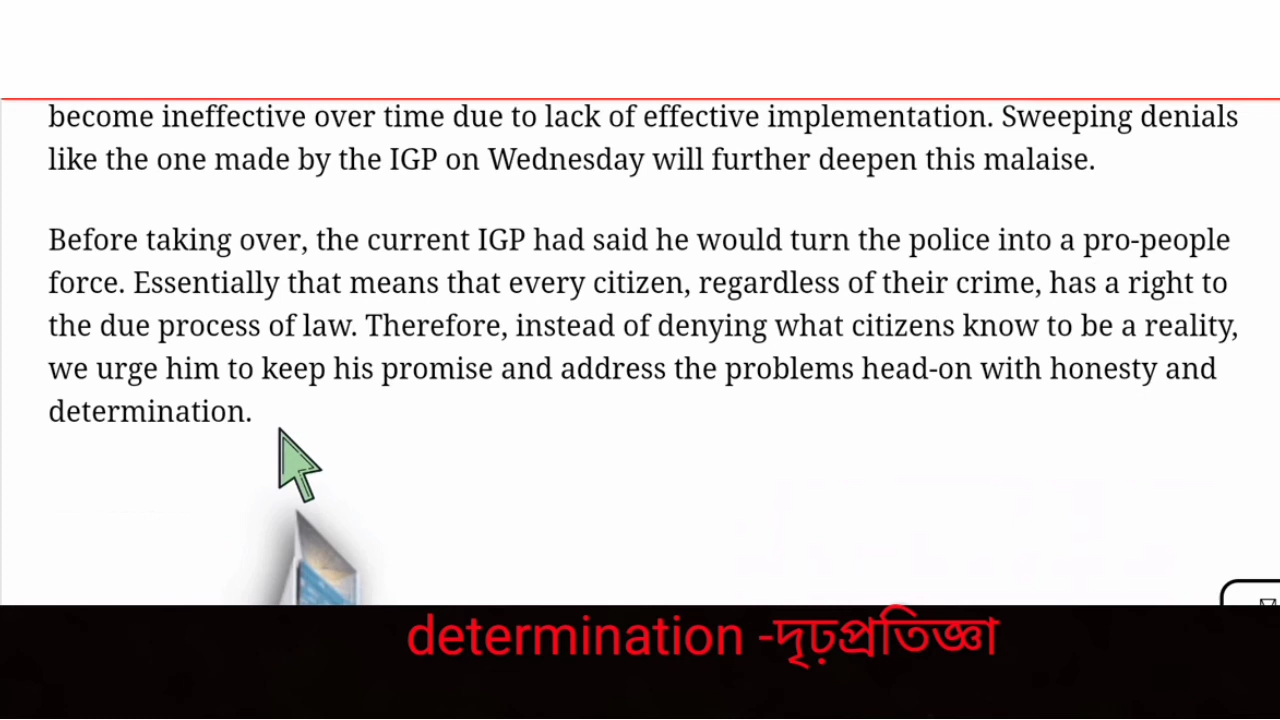 become ineffective over time due to lack of effective implementation. Sweeping denials
like the one made by the IGP on Wednesday will further deepen this malaise.
Before taking over, the current IGP had said he would turn the police into a pro-people
force. Essentially that means that every citizen, regardless of their crime, has a right to
the due process of law. Therefore, instead of denying what citizens know to be a reality,
we urge him to keep his promise and address the problems head-on with honesty and
determination.
determination -দৃঢ়প্রতিজ্ঞা